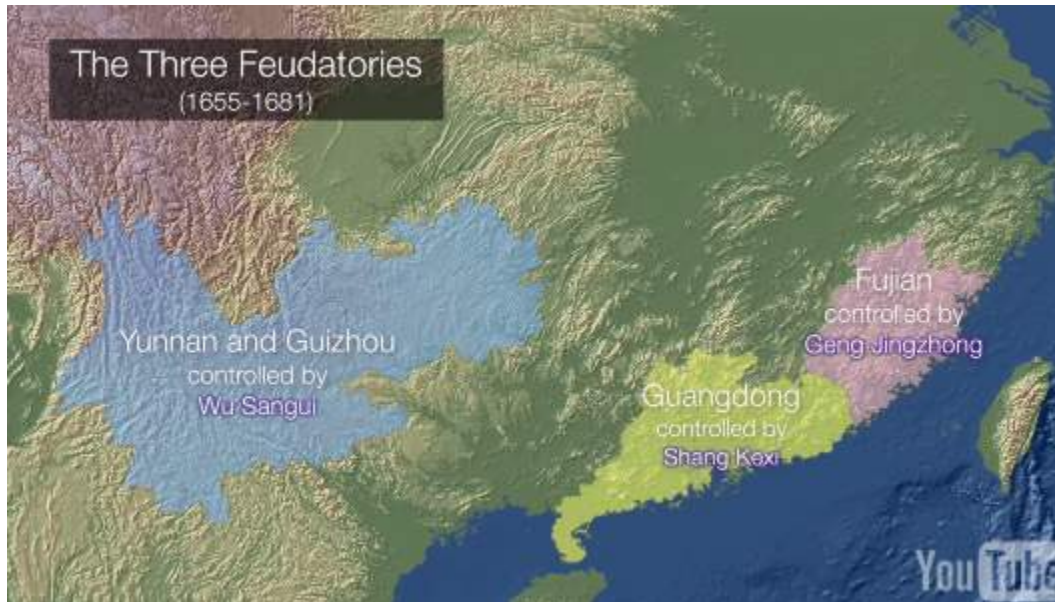 The Three Feudatories
(1655-1681)
Yunnan and Guizhou
controlled by
Wu Sangui
Fujian
controlled by
Geng Jingzhong
Guangdong
controlled by
Shang Kexi
YouTube